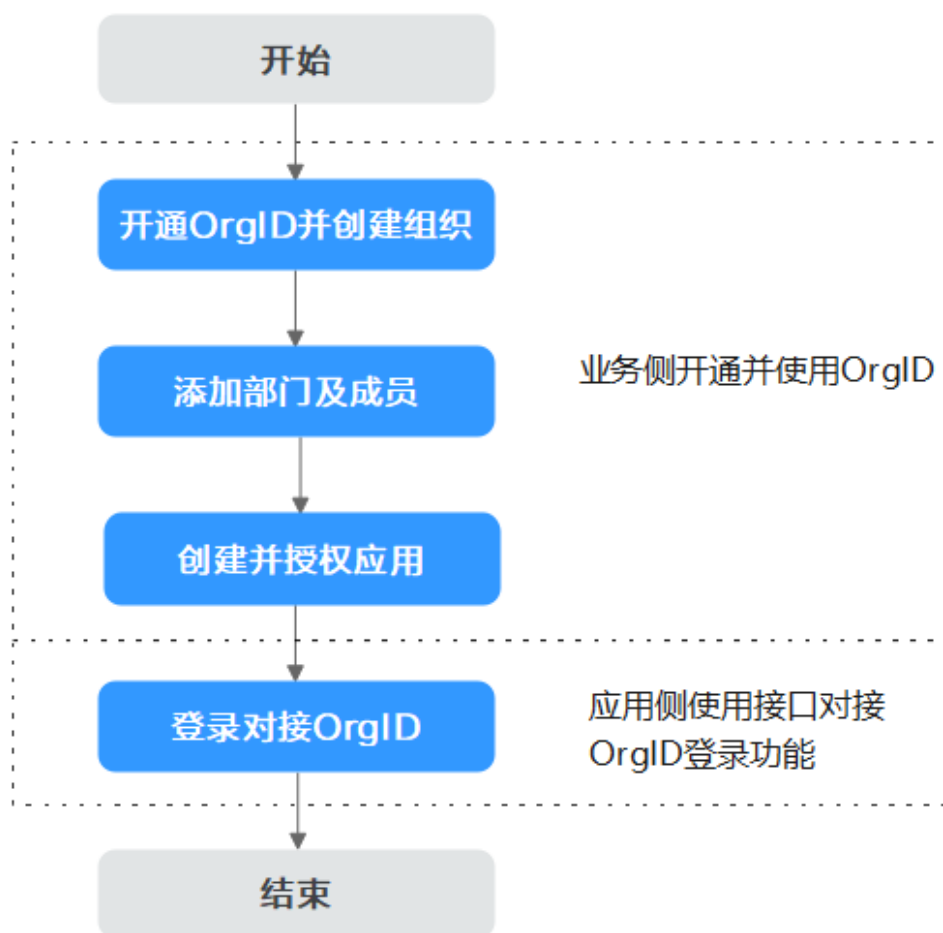 开始
开通OrgID并创建组织
添加部门及成员
业务侧开通并使用OrgID
创建并授权应用
登录对接OrgID
应用侧使用接口对接
OrgID登录功能
结束